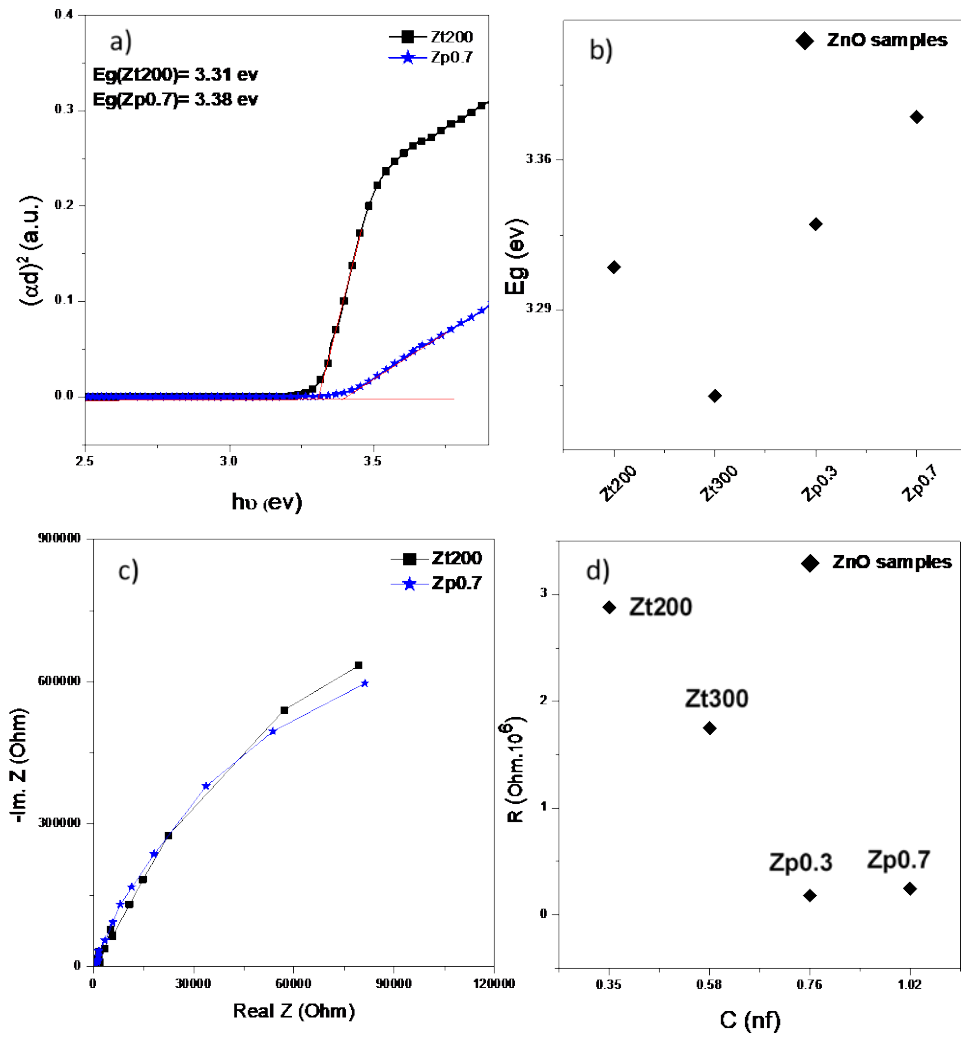 a)
Zt200
Zp0.7
Eg(Zt200)= 3.31 ev
Eg(Zp0.7)= 3.38 ev
0.4
0.3
0.2
0.1
0.0
(αd)² (a.u.)
2.5
3.0
3.5
hυ (ev)
b)
ZnO samples
3.36
3.29
Eg (ev)
Zt200
Zt300
Zp0.3
Zp0.7
c)
Zt200
Zp0.7
900000
600000
300000
0
-Im. Z (Ohm)
0
30000
60000
90000
120000
Real Z (Ohm)
d)
ZnO samples
3
2
1
0
R (Ohm.10⁶)
Zt200
Zt300
Zp0.3
Zp0.7
0.35
0.58
0.76
1.02
C (nf)